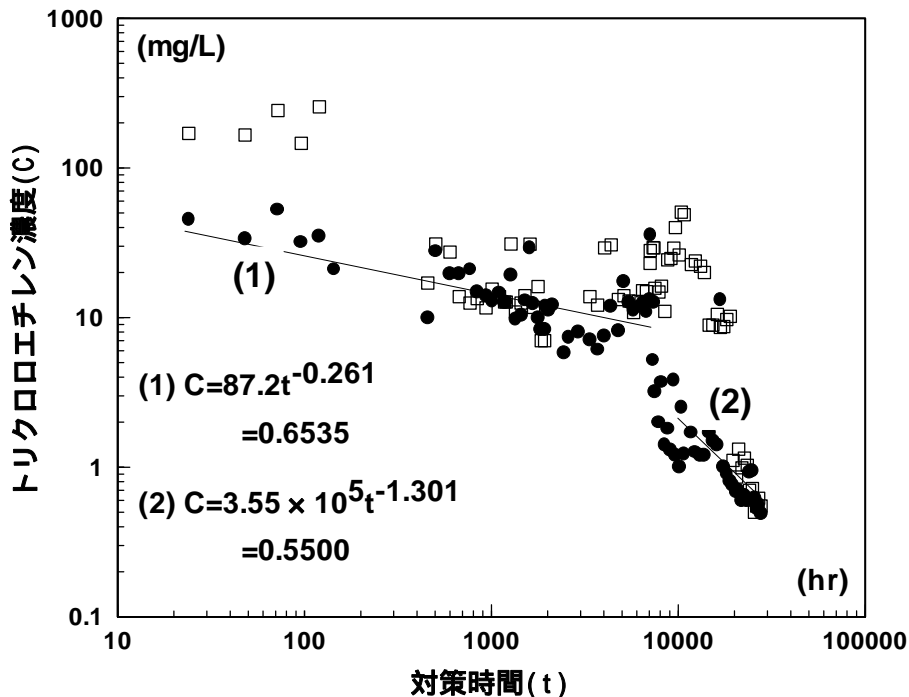 1000
(mg/L)
100
10
1
0.1
トリクロロエチレン濃度(C)
(1)
(1) C=87.2t^-0.261
=0.6535
(2)
(2) C=3.55 × 10^5t^-1.301
=0.5500
(hr)
10 100 1000 10000 100000
対策時間(t)